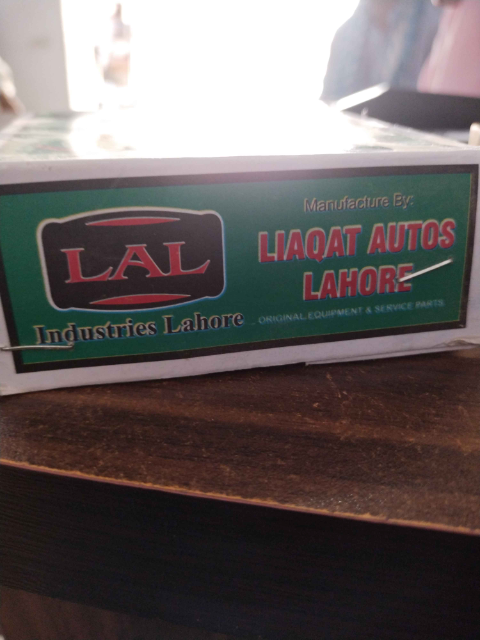 LAL
Industries Lahore
Manufacture By:
LIAQAT AUTOS
LAHORE
ORIGINAL EQUIPMENT & SERVICE PARTS